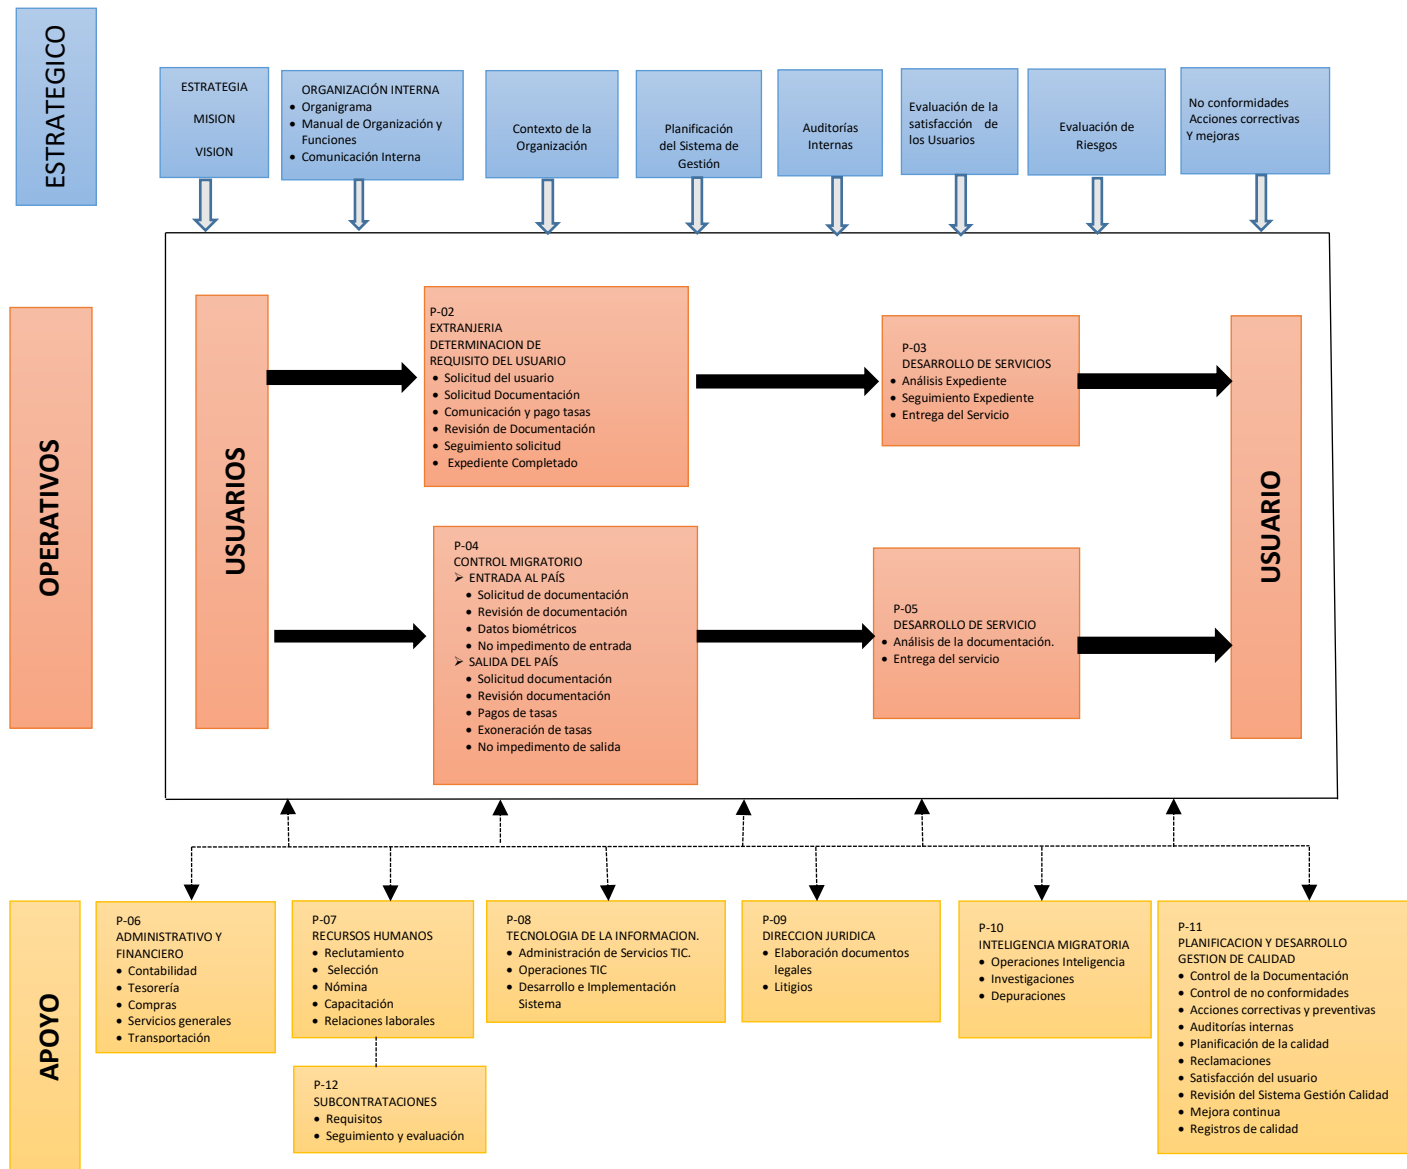 ESTRATEGICO
ESTRATEGIA
MISION
VISION
ORGANIZACIÓN INTERNA
• Organigrama
• Manual de Organización y
Funciones
• Comunicación Interna
Contexto de la
Organización
Planificación
del Sistema de
Gestión
Auditorías
Internas
Evaluación de la
satisfacción de
los Usuarios
Evaluación de
Riesgos
No conformidades
Acciones correctivas
Y mejoras
OPERATIVOS
USUARIOS
P-02
EXTRANJERIA
DETERMINACION DE
REQUISITO DEL USUARIO
• Solicitud del usuario
• Solicitud Documentación
• Comunicación y pago tasas
• Revisión de Documentación
• Seguimiento solicitud
• Expediente Completado
P-03
DESARROLLO DE SERVICIOS
• Análisis Expediente
• Seguimiento Expediente
• Entrega del Servicio
P-04
CONTROL MIGRATORIO
➢ ENTRADA AL PAÍS
• Solicitud de documentación
• Revisión de documentación
• Datos biométricos
• No impedimento de entrada
➢ SALIDA DEL PAÍS
• Solicitud documentación
• Revisión documentación
• Pagos de tasas
• Exoneración de tasas
• No impedimento de salida
P-05
DESARROLLO DE SERVICIO
• Análisis de la documentación.
• Entrega del servicio
USUARIO
APOYO
P-06
ADMINISTRATIVO Y
FINANCIERO
• Contabilidad
• Tesorería
• Compras
• Servicios generales
• Transportación
P-07
RECURSOS HUMANOS
• Reclutamiento
• Selección
• Nómina
• Capacitación
• Relaciones laborales
P-12
SUBCONTRATACIONES
• Requisitos
• Seguimiento y evaluación
P-08
TECNOLOGIA DE LA INFORMACION.
• Administración de Servicios TIC.
• Operaciones TIC
• Desarrollo e Implementación
Sistema
P-09
DIRECCION JURIDICA
• Elaboración documentos
legales
• Litigios
P-10
INTELIGENCIA MIGRATORIA
• Operaciones Inteligencia
• Investigaciones
• Depuraciones
P-11
PLANIFICACION Y DESARROLLO
GESTION DE CALIDAD
• Control de la Documentación
• Control de no conformidades
• Acciones correctivas y preventivas
• Auditorías internas
• Planificación de la calidad
• Reclamaciones
• Satisfacción del usuario
• Revisión del Sistema Gestión Calidad
• Mejora continua
• Registros de calidad